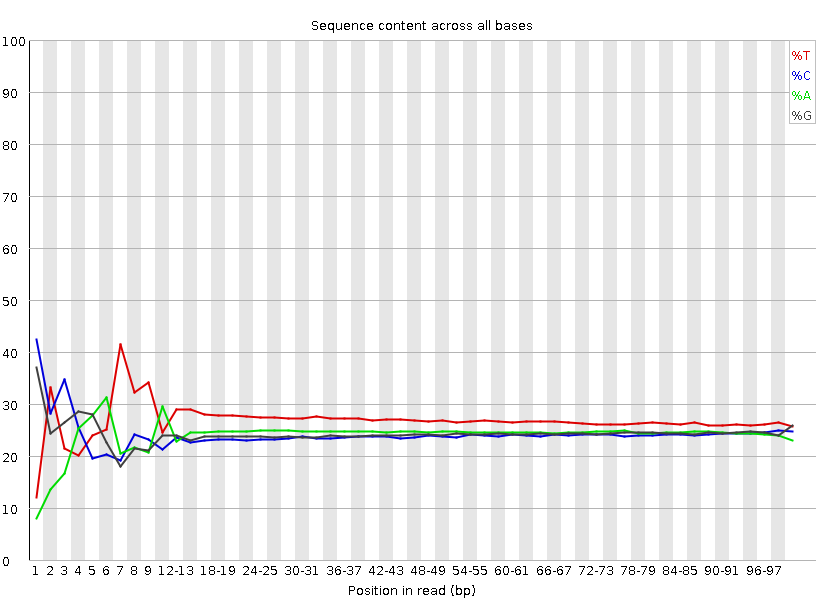 Sequence content across all bases
100
90
80
70
60
50
40
30
20
10
0
%T
%C
%A
%G
1 2 3 4 5 6 7 8 9 12-13 18-19 24-25 30-31 36-37 42-43 48-49 54-55 60-61 66-67 72-73 78-79 84-85 90-91 96-97
Position in read (bp)